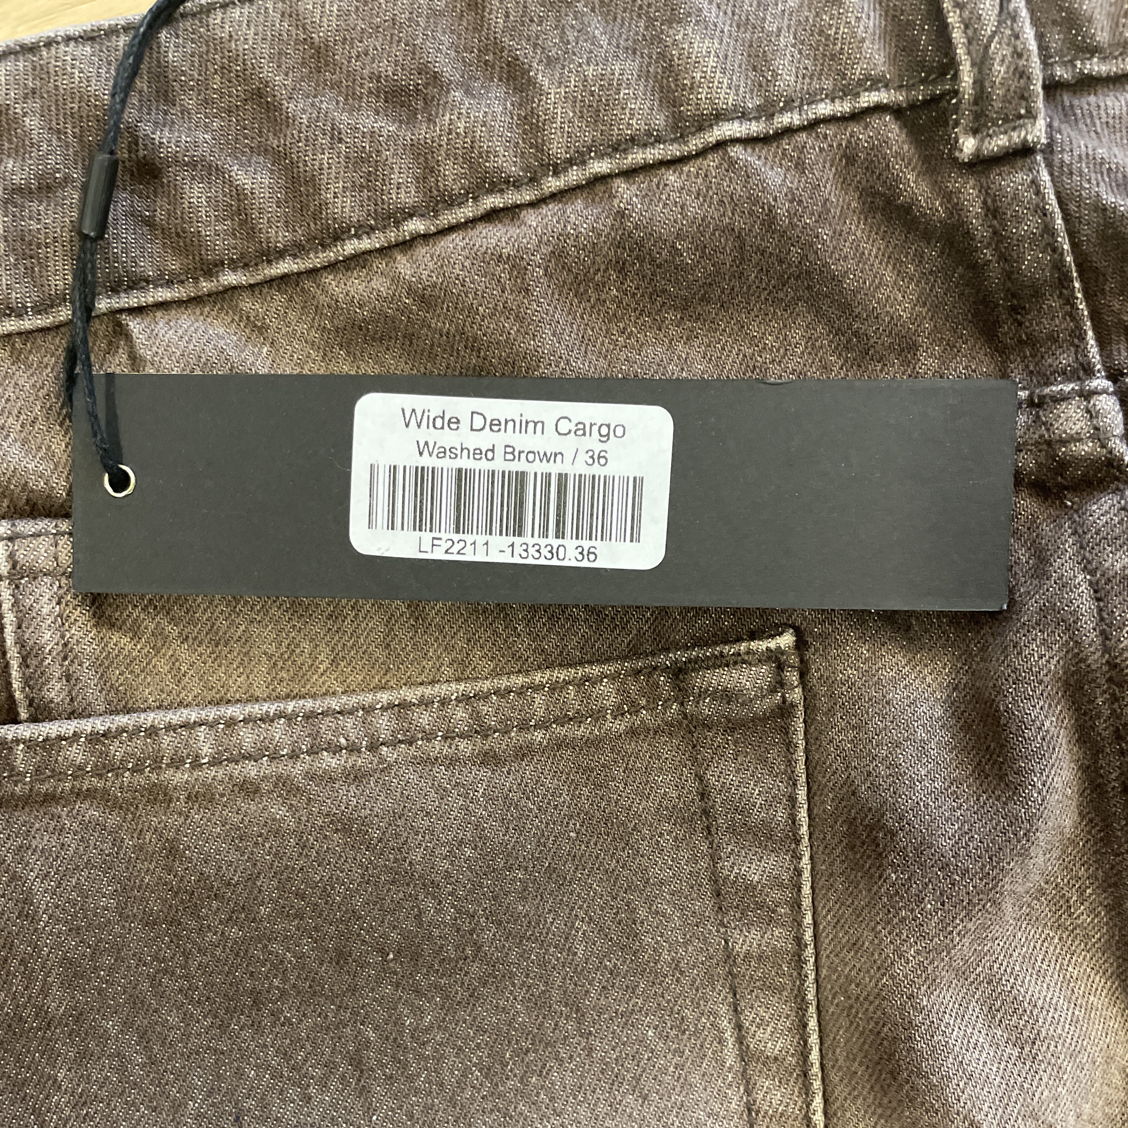 Wide Denim Cargo
Washed Brown / 36
LF2211 -13330.36